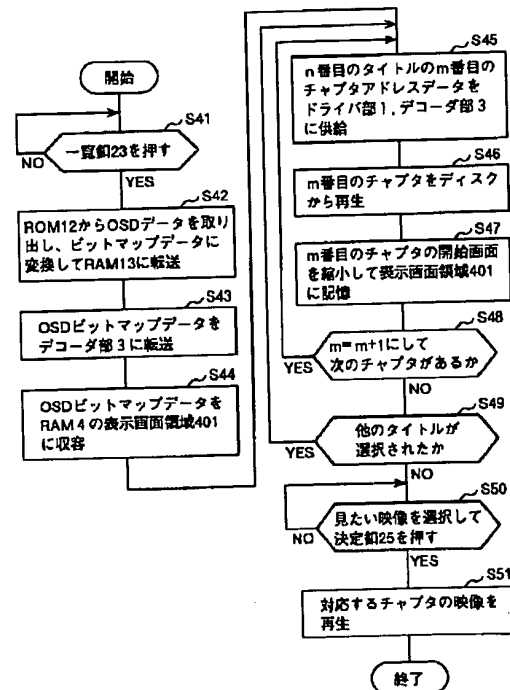 開始
S41
一覧釦23を押す
NO
YES
S42
ROM12からOSDデータを取り
出し、ビットマップデータに
変換してRAM13に転送
S43
OSDビットマップデータを
デコーダ部3に転送
S44
OSDビットマップデータを
RAM4の表示画面領域401
に収容
S45
n番目のタイトルのm番目の
チャプタアドレスデータを
ドライバ部1,デコーダ部3
に供給
S46
m番目のチャプタをディスク
から再生
S47
m番目のチャプタの開始画面
を縮小して表示画面領域401
に記憶
S48
m=m+1にして
次のチャプタがあるか
YES
NO
S49
他のタイトルが
選択されたか
YES
NO
S50
見たい映像を選択して
決定釦25を押す
NO
YES
S51
対応するチャプタの映像を
再生
終了